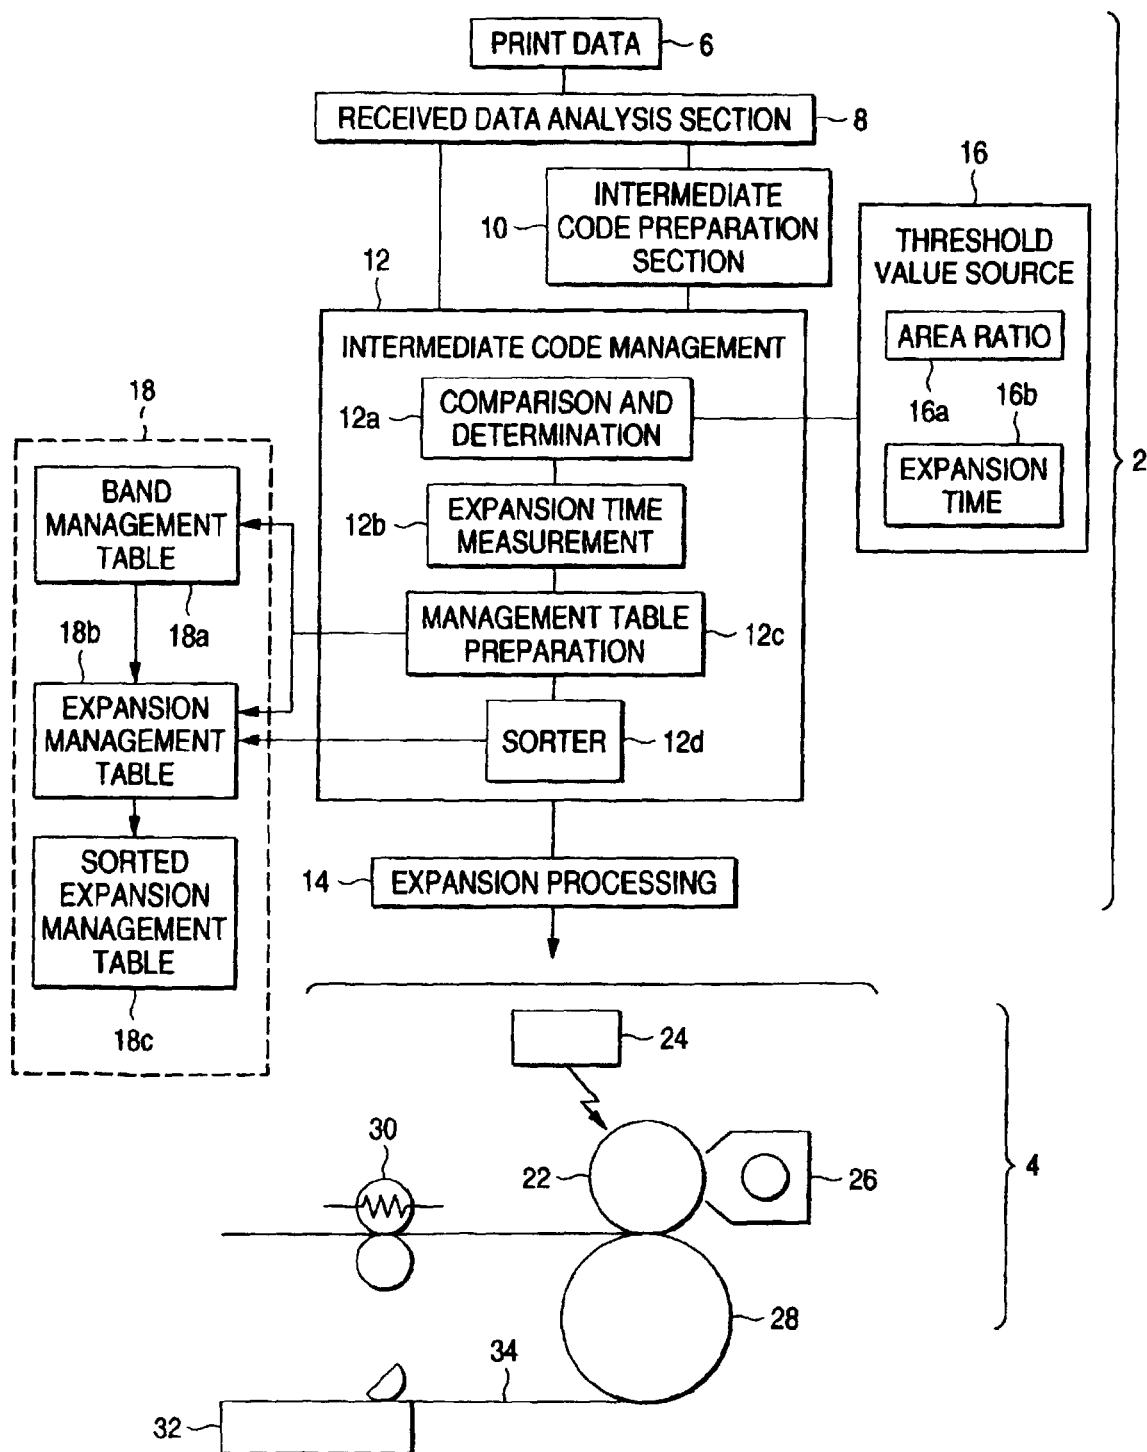 PRINT DATA
6
RECEIVED DATA ANALYSIS SECTION
8
INTERMEDIATE
CODE PREPARATION
SECTION
10
16
THRESHOLD
VALUE SOURCE
AREA RATIO
16a
16b
EXPANSION
TIME
2
12
INTERMEDIATE CODE MANAGEMENT
12a
COMPARISON AND
DETERMINATION
12b
EXPANSION TIME
MEASUREMENT
MANAGEMENT TABLE
PREPARATION
12c
SORTER
12d
18
BAND
MANAGEMENT
TABLE
18a
18b
EXPANSION
MANAGEMENT
TABLE
SORTED
EXPANSION
MANAGEMENT
TABLE
18c
14
EXPANSION PROCESSING
24
30
22
26
4
28
34
32